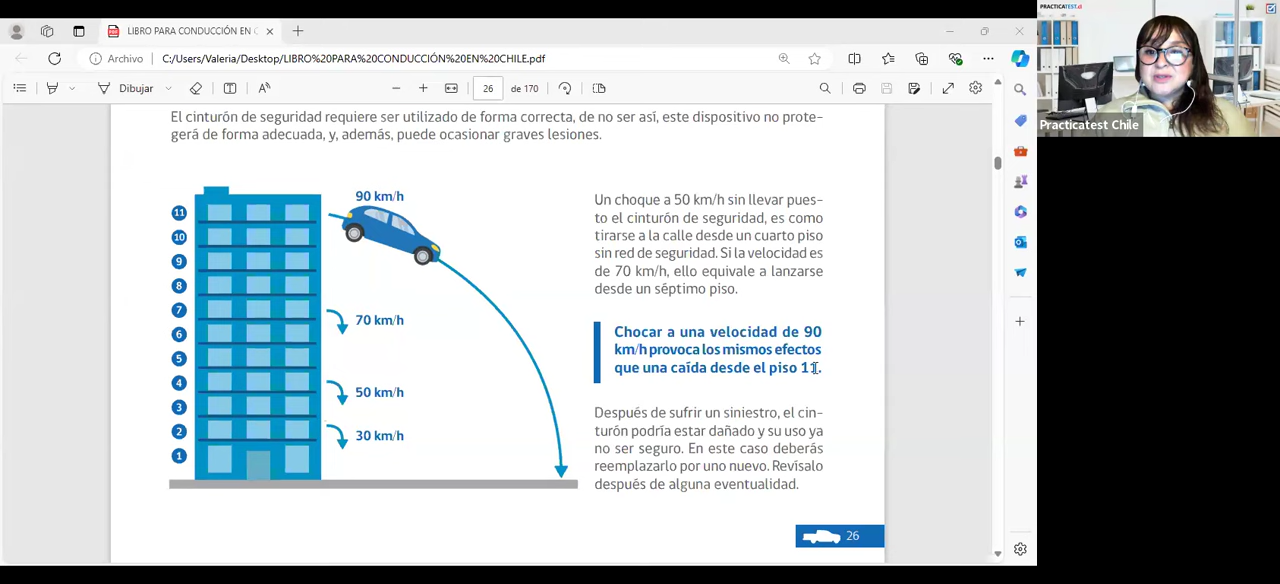 LIBRO PARA CONDUCCIÓN EN C
Archivo
C:/Users/Valeria/Desktop/LIBRO%20PARA%20CONDUCCIÓN%20EN%20CHILE.pdf
Dibujar
26
de 170
PRACTICATEST.cl
Practicatest Chile
El cinturón de seguridad requiere ser utilizado de forma correcta, de no ser así, este dispositivo no prote-
gerá de forma adecuada, y, además, puede ocasionar graves lesiones.
11
10
9
8
7
6
5
4
3
2
1
90 km/h
70 km/h
50 km/h
30 km/h
Un choque a 50 km/h sin llevar pues-
to el cinturón de seguridad, es como
tirarse a la calle desde un cuarto piso
sin red de seguridad. Si la velocidad es
de 70 km/h, ello equivale a lanzarse
desde un séptimo piso.
Chocar a una velocidad de 90
km/h provoca los mismos efectos
que una caída desde el piso 11.
Después de sufrir un siniestro, el cin-
turón podría estar dañado y su uso ya
no ser seguro. En este caso deberás
reemplazarlo por uno nuevo. Revísalo
después de alguna eventualidad.
26